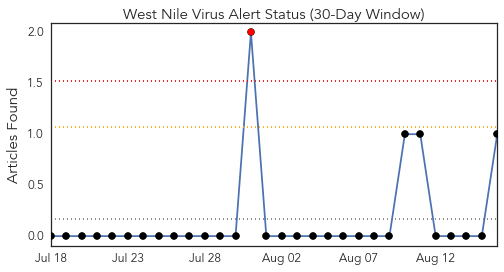 West Nile Virus Alert Status (30-Day Window)
Articles Found
2.0
1.5
1.0
0.5
0.0
Jul 18 Jul 23 Jul 28 Aug 02 Aug 07 Aug 12